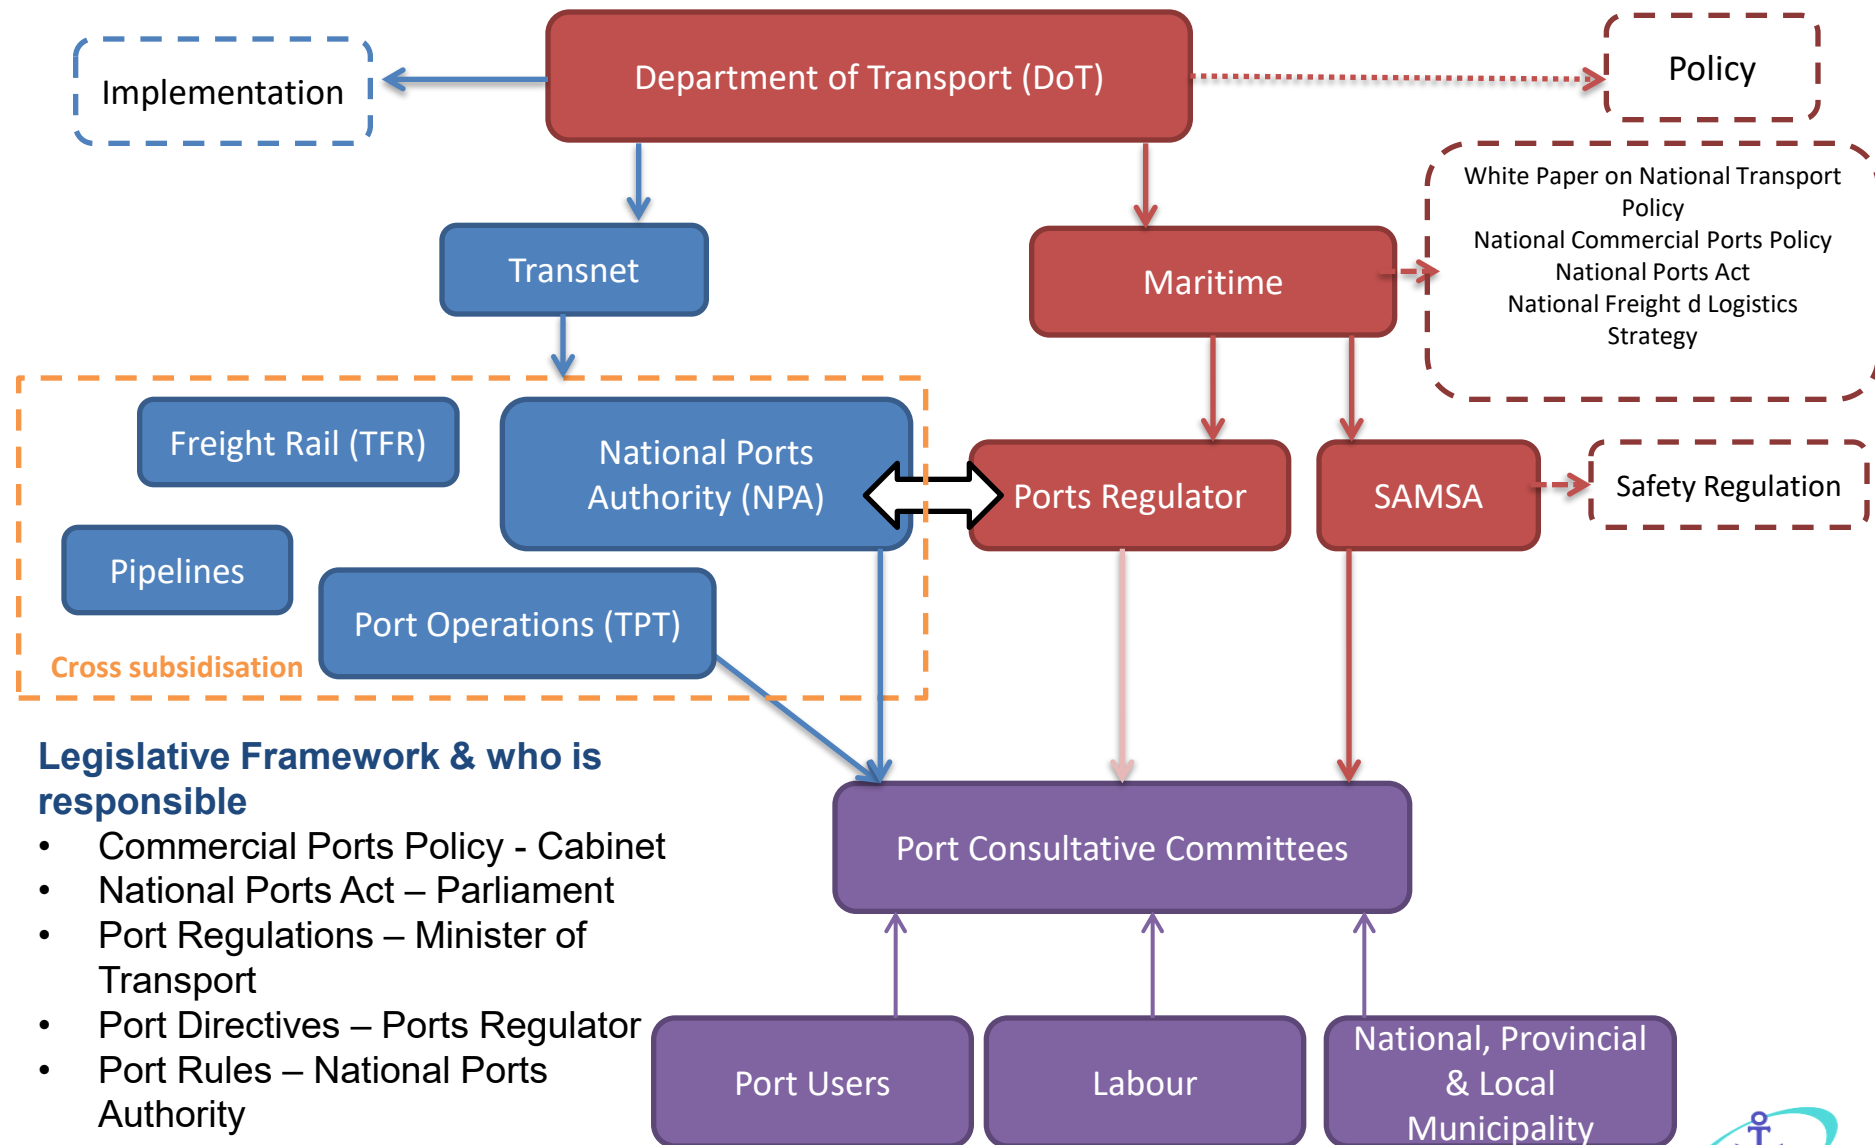 Implementation
Department of Transport (DoT)
Policy
White Paper on National Transport
Policy
National Commercial Ports Policy
National Ports Act
National Freight d Logistics
Strategy
Transnet
Maritime
Freight Rail (TFR)
National Ports
Authority (NPA)
Ports Regulator
SAMSA
Safety Regulation
Pipelines
Port Operations (TPT)
Cross subsidisation
Legislative Framework & who is
responsible
• Commercial Ports Policy - Cabinet
• National Ports Act – Parliament
• Port Regulations – Minister of
Transport
• Port Directives – Ports Regulator
• Port Rules – National Ports
Authority
Port Consultative Committees
Port Users
Labour
National, Provincial
& Local
Municipality